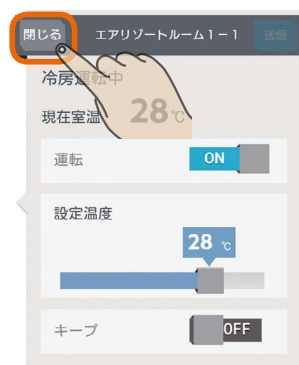 閉じる エアリゾートルーム1－1 送信
冷房運転中
現在室温 28℃
運転 ON
設定温度
28 ℃
キープ OFF